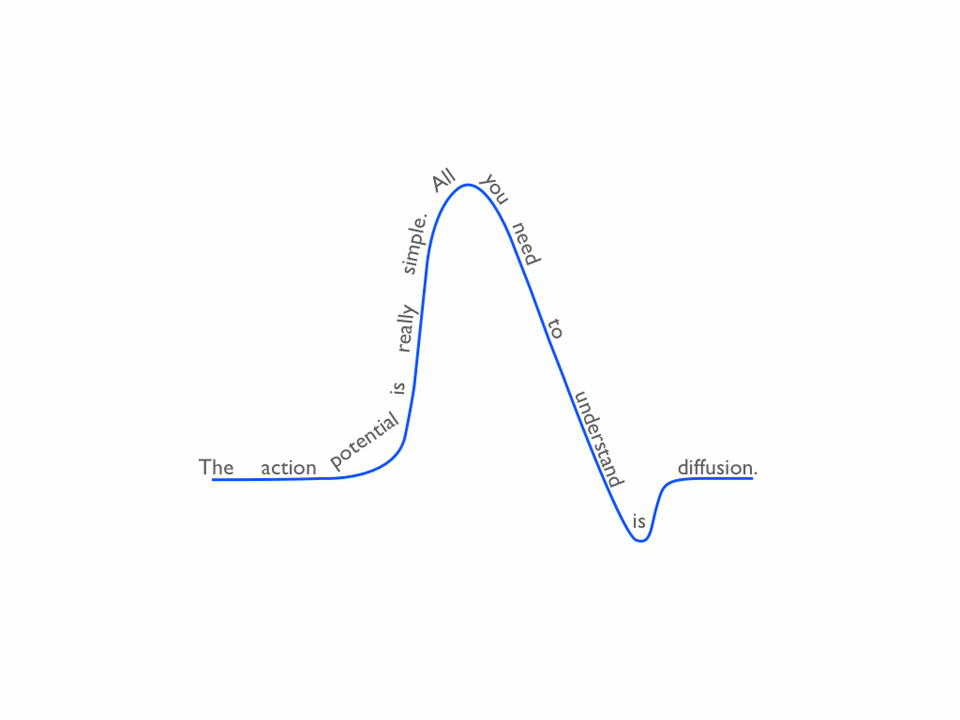 The action potential is really simple. All you need to understand is diffusion.